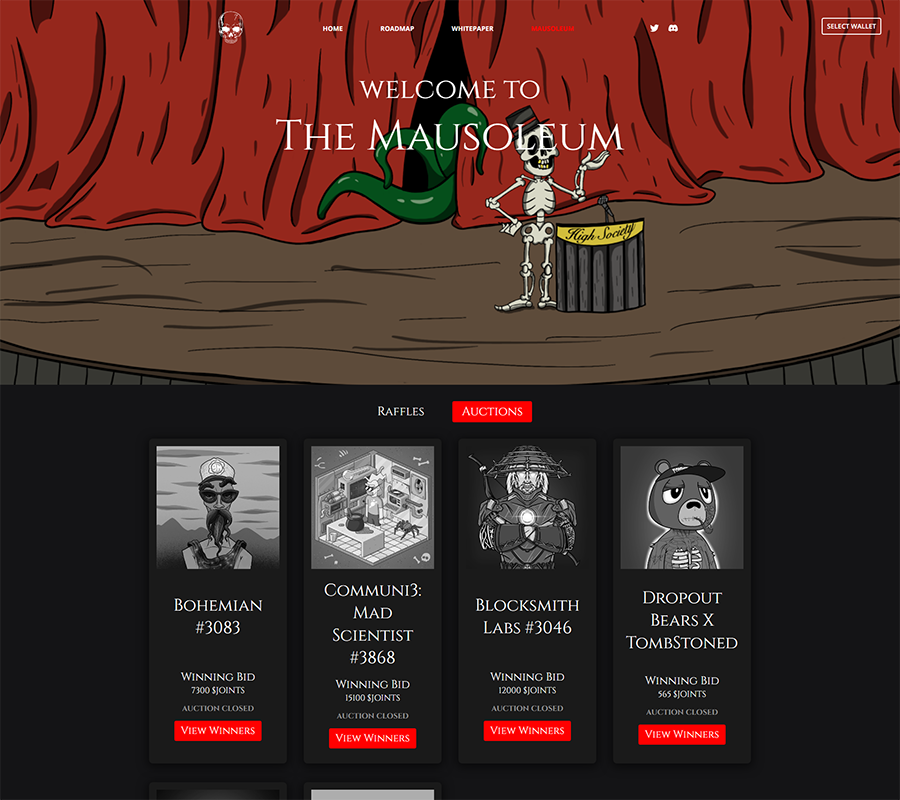 HOME ROADMAP WHITEPAPER MAUSOLEUM SELECT WALLET
WELCOME TO
THE MAUSOLEUM
High Society
RAFFLES AUCTIONS
BOHEMIAN
#3083
WINNING BID
7300 $JOINTS
AUCTION CLOSED
VIEW WINNERS
COMMUNI3:
MAD
SCIENTIST
#3868
WINNING BID
15100 $JOINTS
AUCTION CLOSED
VIEW WINNERS
BLOCKSMITH
LABS #3046
WINNING BID
12000 $JOINTS
AUCTION CLOSED
VIEW WINNERS
DROPOUT
BEARS X
TOMBSTONED
WINNING BID
565 $JOINTS
AUCTION CLOSED
VIEW WINNERS